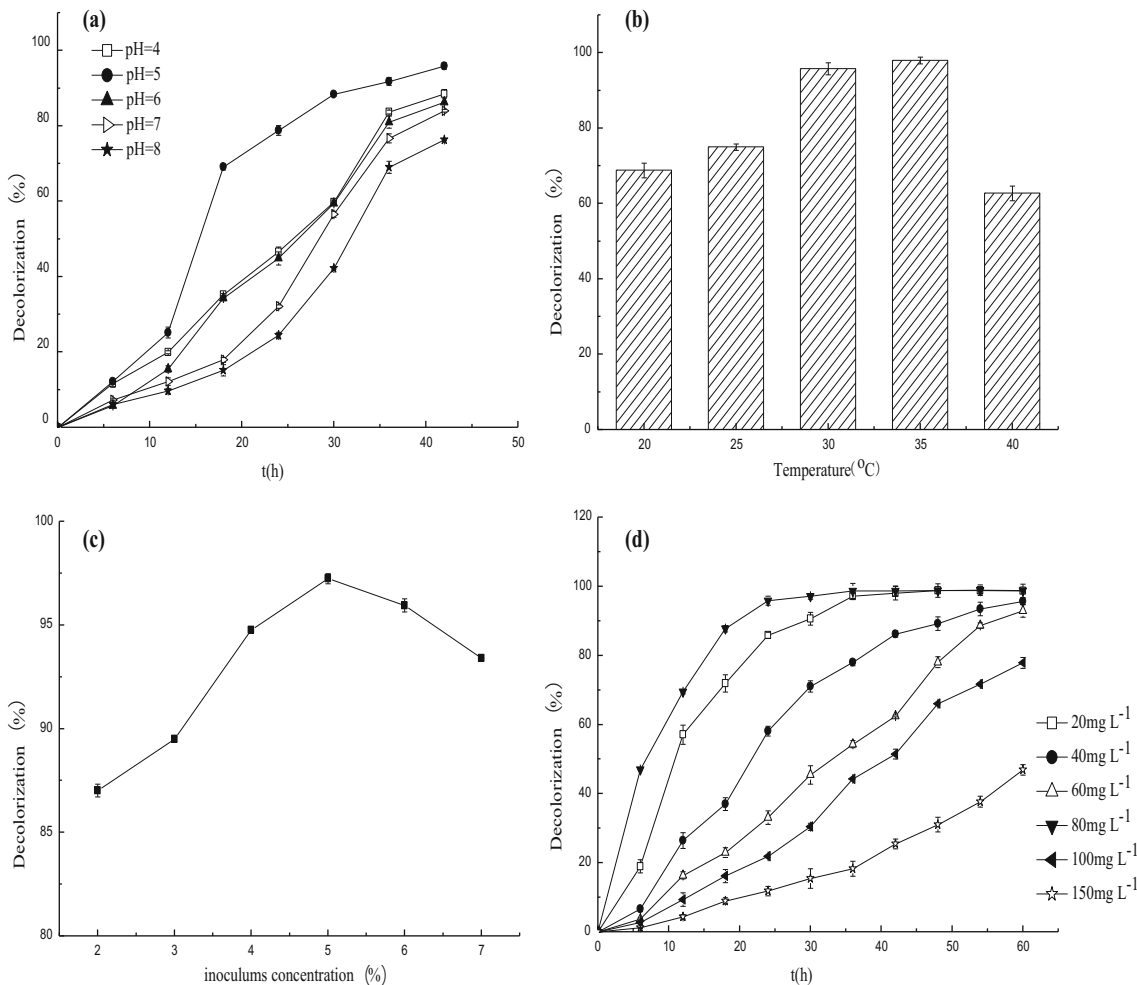 (a)
pH=4
pH=5
pH=6
pH=7
pH=8
100
80
60
40
20
0
0 10 20 30 40 50
Decolorization (%)
t(h)
(b)
100
80
60
40
20
0
20 25 30 35 40
Decolorization (%)
Temperature(°C)
(c)
100
95
90
85
80
2 3 4 5 6 7
Decolorization (%)
inoculums concentration (%)
(d)
120
100
80
60
40
20
0
0 10 20 30 40 50 60
Decolorization (%)
t(h)
20mg L-1
40mg L-1
60mg L-1
80mg L-1
100mg L-1
150mg L-1